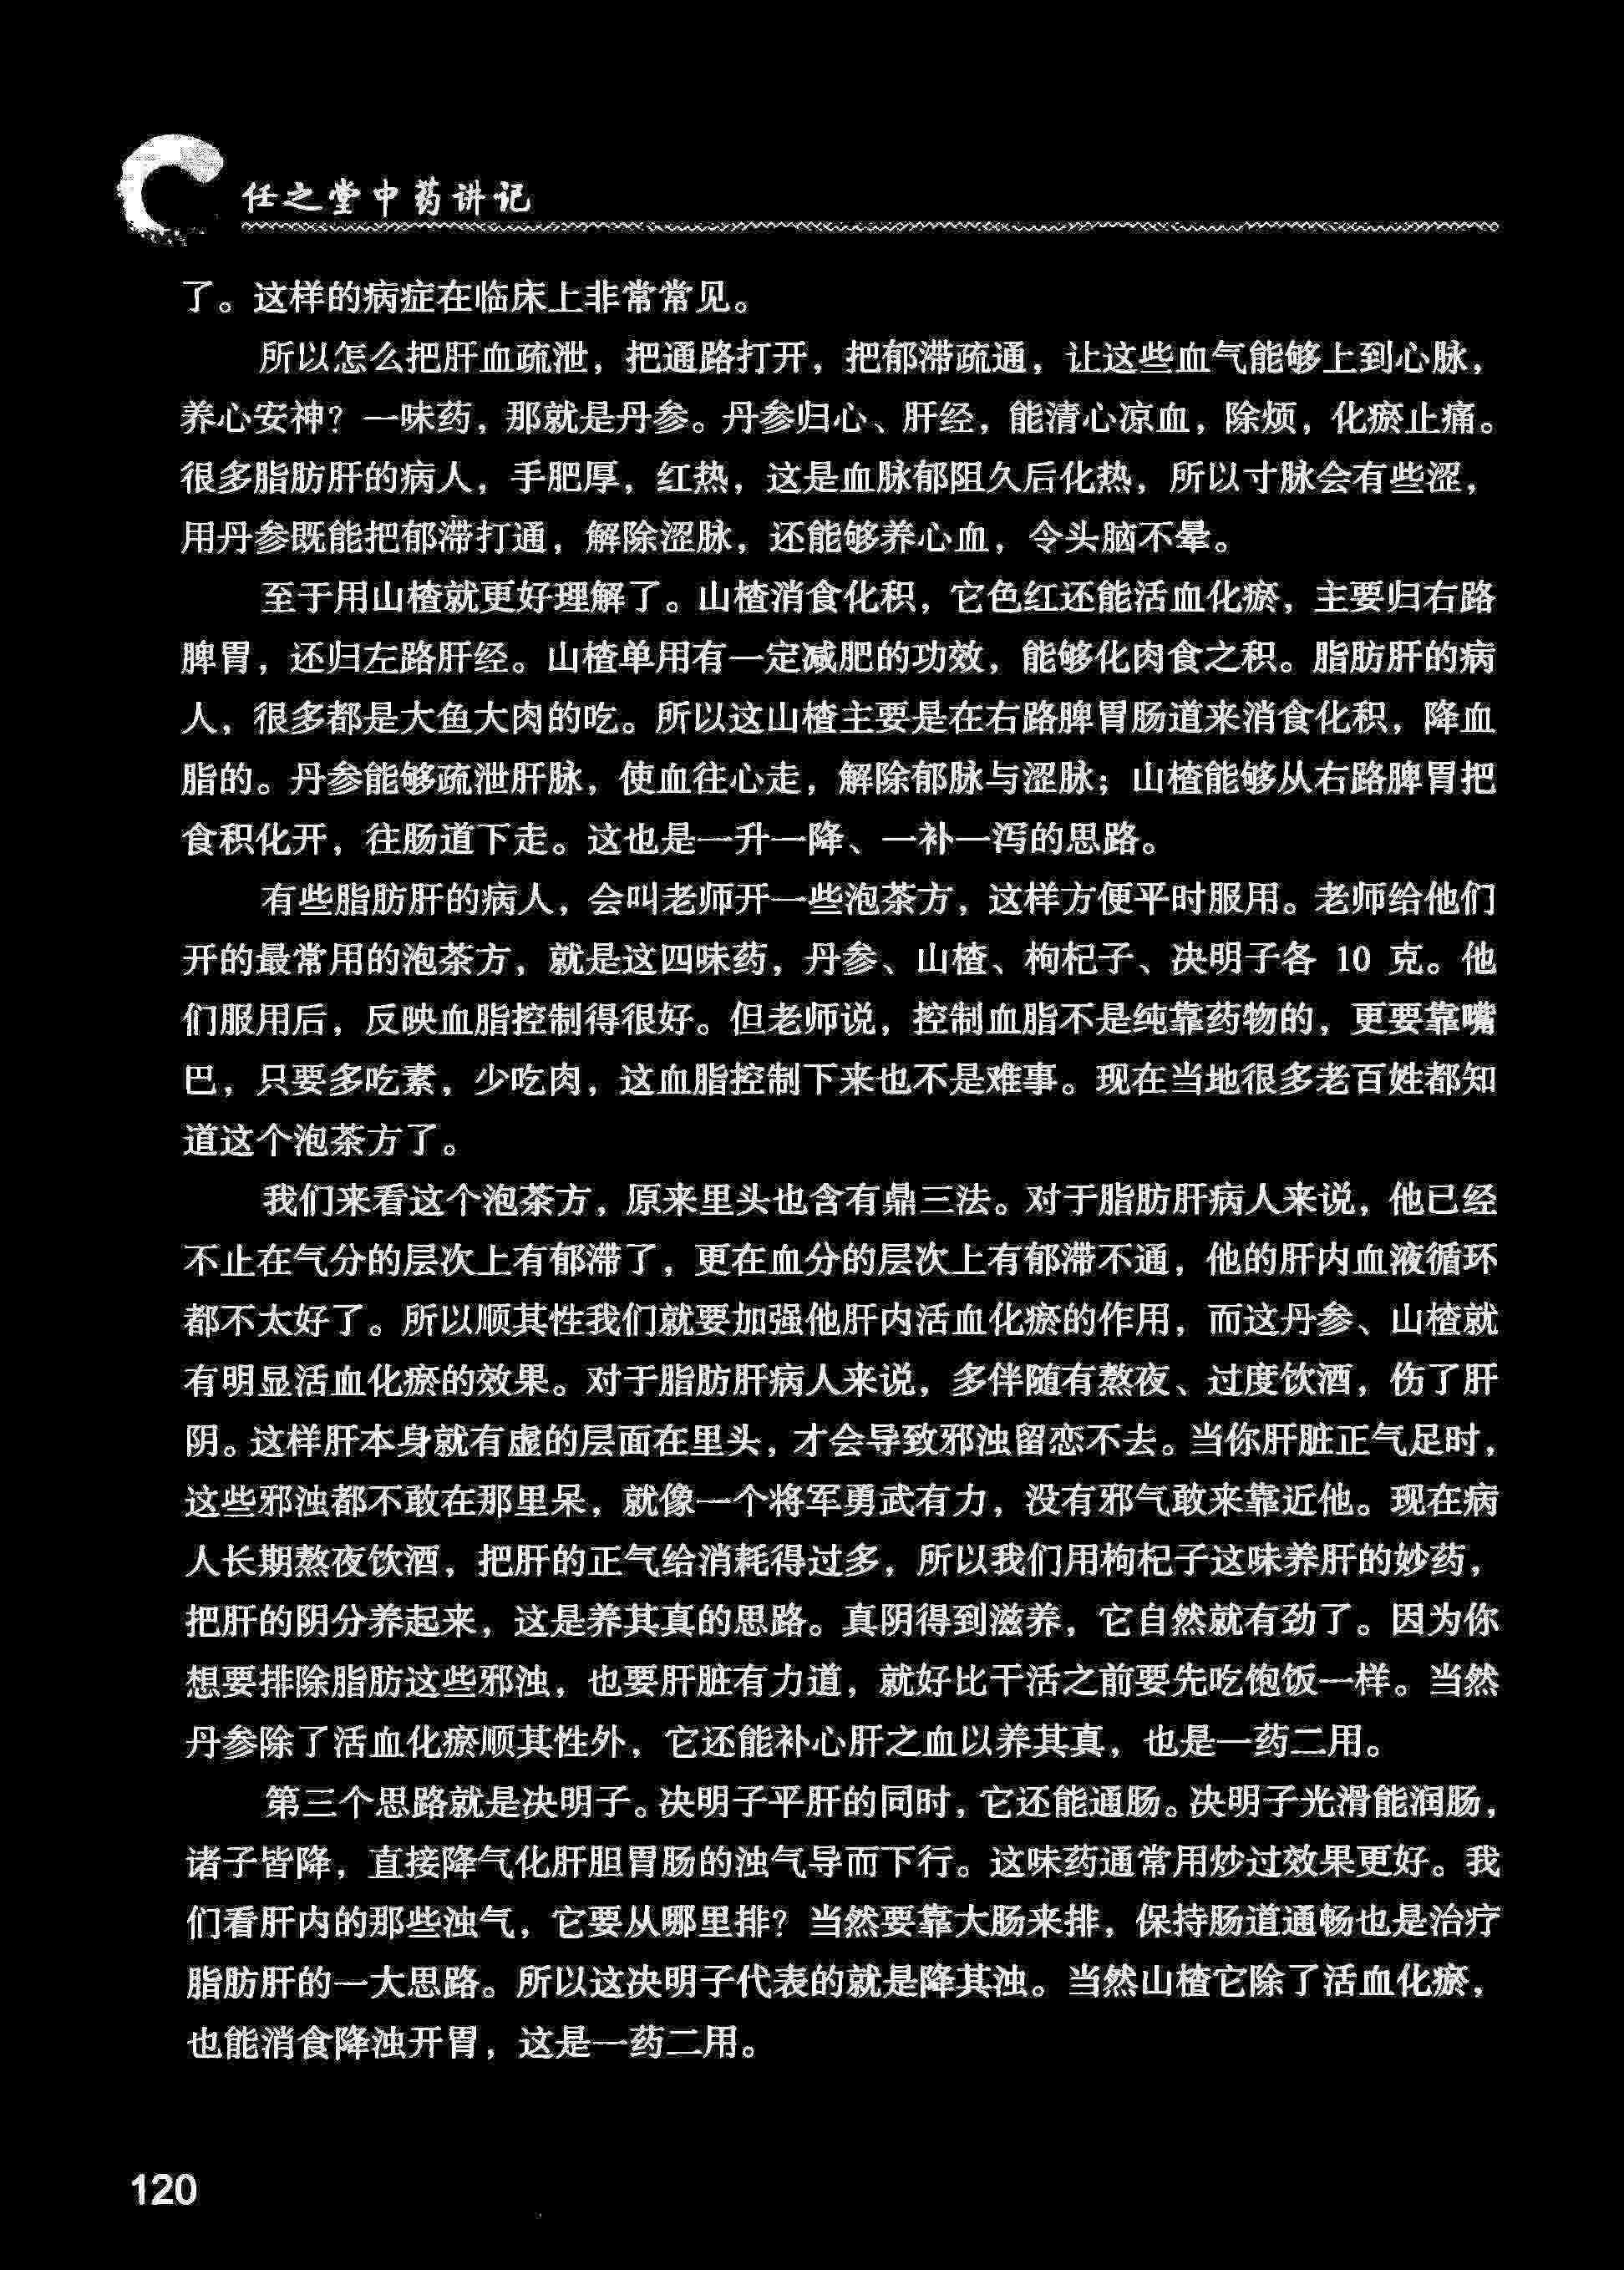 任之堂中药讲记
了。这样的病症在临床上非常常见。
所以怎么把肝血疏泄，把通路打开，把郁滞疏通，让这些血气能够上到心脉，
养心安神？一味药，那就是丹参。丹参归心、肝经，能清心凉血，除烦，化瘀止痛。
很多脂肪肝的病人，手肥厚，红热，这是血脉郁阻久后化热，所以寸脉会有些涩，
用丹参既能把郁滞打通，解除涩脉，还能够养心血，令头脑不晕。
至于用山楂就更好理解了。山楂消食化积，它色红还能活血化瘀，主要归右路
脾胃，还归左路肝经。山楂单用有一定减肥的功效，能够化肉食之积。脂肪肝的病
人，很多都是大鱼大肉的吃。所以这山楂主要是在右路脾胃肠道来消食化积，降血
脂的。丹参能够疏泄肝脉，使血往心走，解除郁脉与涩脉；山楂能够从右路脾胃把
食积化开，往肠道下走。这也是一升一降、一补一泻的思路。
有些脂肪肝的病人，会叫老师开一些泡茶方，这样方便平时服用。老师给他们
开的最常用的泡茶方，就是这四味药，丹参、山楂、枸杞子、决明子各 10 克。他
们服用后，反映血脂控制得很好。但老师说，控制血脂不是纯靠药物的，更要靠嘴
巴，只要多吃素，少吃肉，这血脂控制下来也不是难事。现在当地很多老百姓都知
道这个泡茶方了。
我们来看这个泡茶方，原来里头也含有鼎三法。对于脂肪肝病人来说，他已经
不止在气分的层次上有郁滞了，更在血分的层次上有郁滞不通，他的肝内血液循环
都不太好了。所以顺其性我们就要加强他肝内活血化瘀的作用，而这丹参、山楂就
有明显活血化瘀的效果。对于脂肪肝病人来说，多伴随有熬夜、过度饮酒，伤了肝
阴。这样肝本身就有虚的层面在里头，才会导致邪浊留恋不去。当你肝脏正气足时，
这些邪浊都不敢在那里呆，就像一个将军勇武有力，没有邪气敢来靠近他。现在病
人长期熬夜饮酒，把肝的正气给消耗得过多，所以我们用枸杞子这味养肝的妙药，
把肝的阴分养起来，这是养其真的思路。真阴得到滋养，它自然就有劲了。因为你
想要排除脂肪这些邪浊，也要肝脏有力道，就好比干活之前要先吃饱饭一样。当然
丹参除了活血化瘀顺其性外，它还能补心肝之血以养其真，也是一药二用。
第三个思路就是决明子。决明子平肝的同时，它还能通肠。决明子光滑能润肠，
诸子皆降，直接降气化肝胆胃肠的浊气导而下行。这味药通常用炒过效果更好。我
们看肝内的那些浊气，它要从哪里排？当然要靠大肠来排，保持肠道通畅也是治疗
脂肪肝的一大思路。所以这决明子代表的就是降其浊。当然山楂它除了活血化瘀，
也能消食降浊开胃，这是一药二用。
120